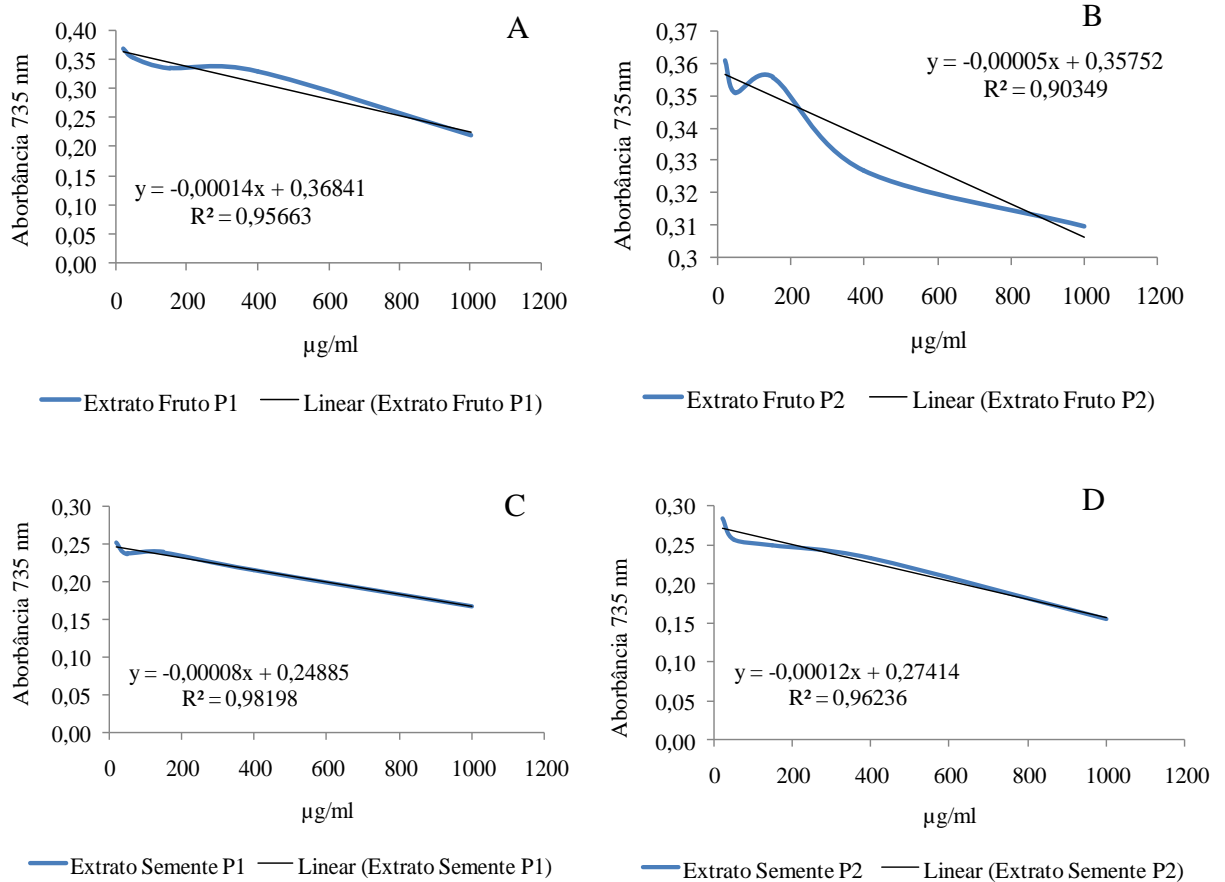 A
0,40
0,35
0,30
0,25
0,20
0,15
0,10
0,05
0,00
Aborbância 735 nm
y = -0,00014x + 0,36841
R² = 0,95663
0 200 400 600 800 1000 1200
µg/ml
Extrato Fruto P1 Linear (Extrato Fruto P1)
B
0,37
0,36
0,35
0,34
0,33
0,32
0,31
0,3
Aborbância 735nm
y = -0,00005x + 0,35752
R² = 0,90349
0 200 400 600 800 1000 1200
µg/ml
Extrato Fruto P2 Linear (Extrato Fruto P2)
C
0,30
0,25
0,20
0,15
0,10
0,05
0,00
Aborbância 735 nm
y = -0,00008x + 0,24885
R² = 0,98198
0 200 400 600 800 1000 1200
µg/ml
Extrato Semente P1 Linear (Extrato Semente P1)
D
0,30
0,25
0,20
0,15
0,10
0,05
0,00
Aborbância 735 nm
y = -0,00012x + 0,27414
R² = 0,96236
0 200 400 600 800 1000 1200
µg/ml
Extrato Semente P2 Linear (Extrato Semente P2)